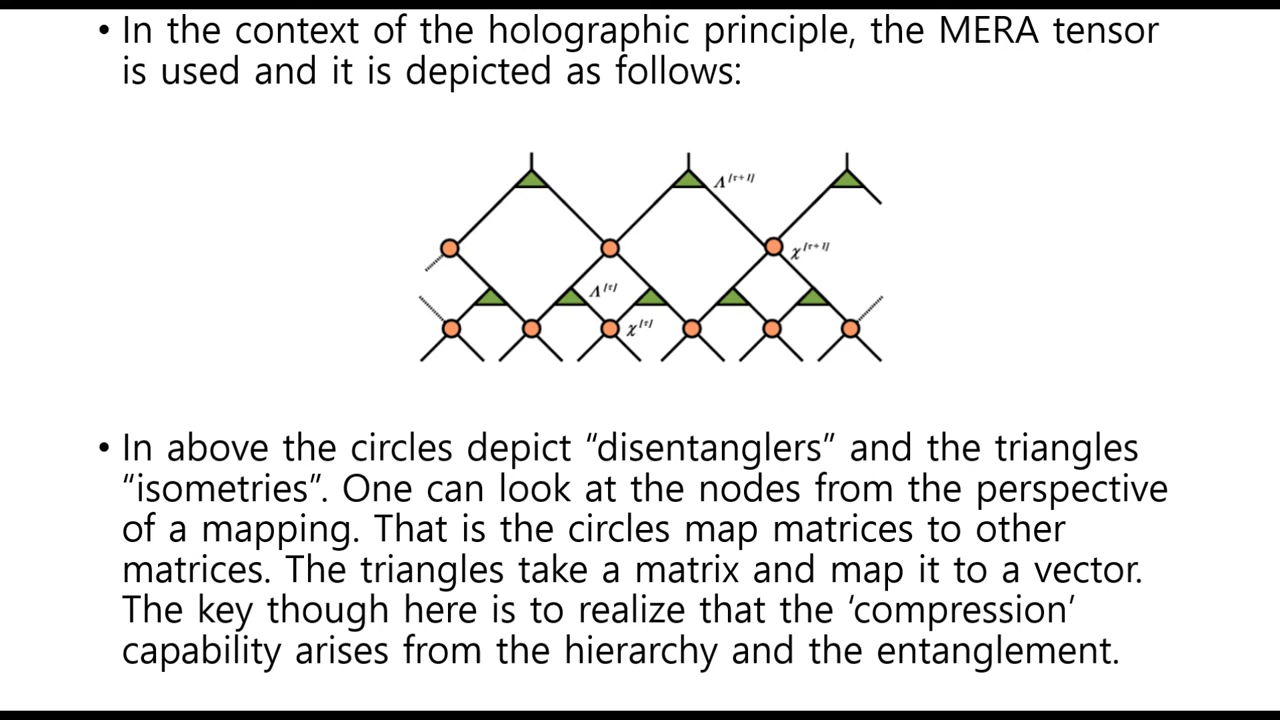 • In the context of the holographic principle, the MERA tensor
is used and it is depicted as follows:
Λ[τ+1]
χ[τ+1]
Λ[τ]
χ[τ]
• In above the circles depict “disentanglers” and the triangles
“isometries”. One can look at the nodes from the perspective
of a mapping. That is the circles map matrices to other
matrices. The triangles take a matrix and map it to a vector.
The key though here is to realize that the ‘compression’
capability arises from the hierarchy and the entanglement.